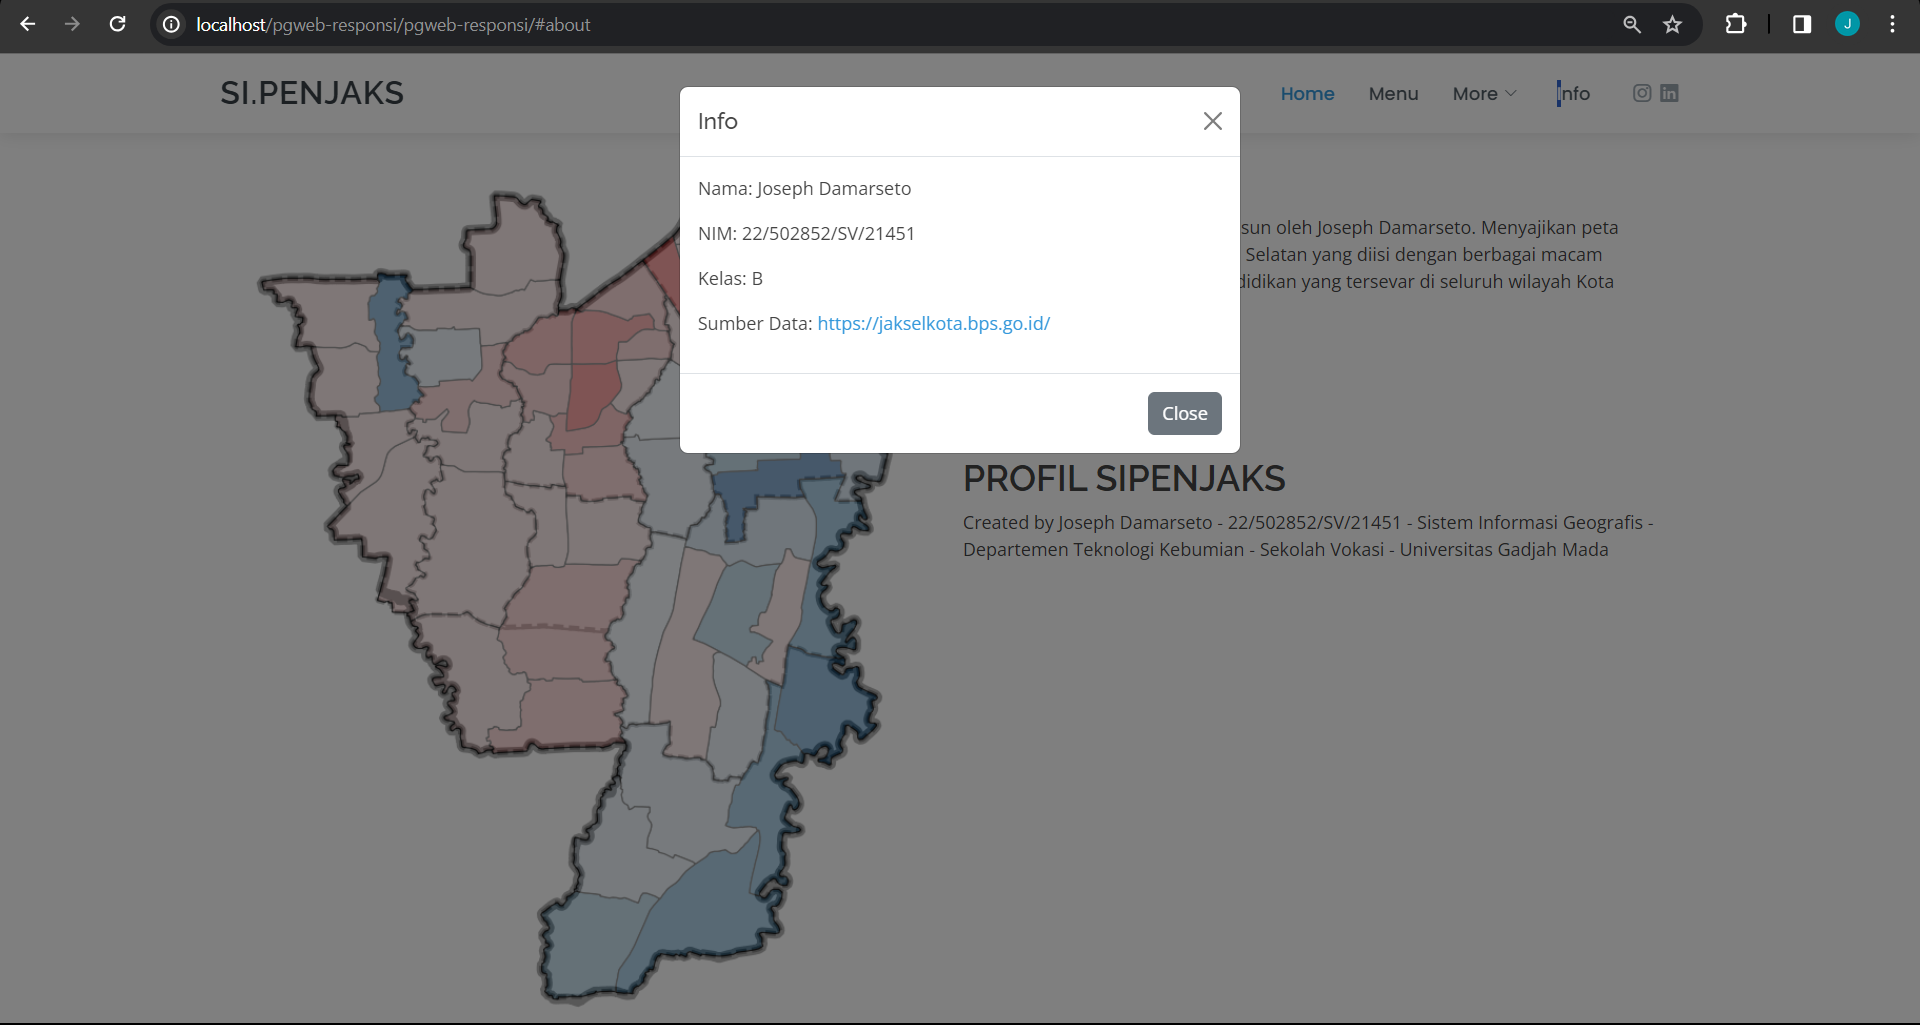 localhost/pgweb-responsi/pgweb-responsi/#about
J
SI.PENJAKS
Home
Menu
More
Info
Info
Nama: Joseph Damarseto
NIM: 22/502852/SV/21451
Kelas: B
Sumber Data: https://jakselkota.bps.go.id/
Close
sun oleh Joseph Damarseto. Menyajikan peta
Selatan yang diisi dengan berbagai macam
didikan yang tersevar di seluruh wilayah Kota
PROFIL SIPENJAKS
Created by Joseph Damarseto - 22/502852/SV/21451 - Sistem Informasi Geografis -
Departemen Teknologi Kebumian - Sekolah Vokasi - Universitas Gadjah Mada